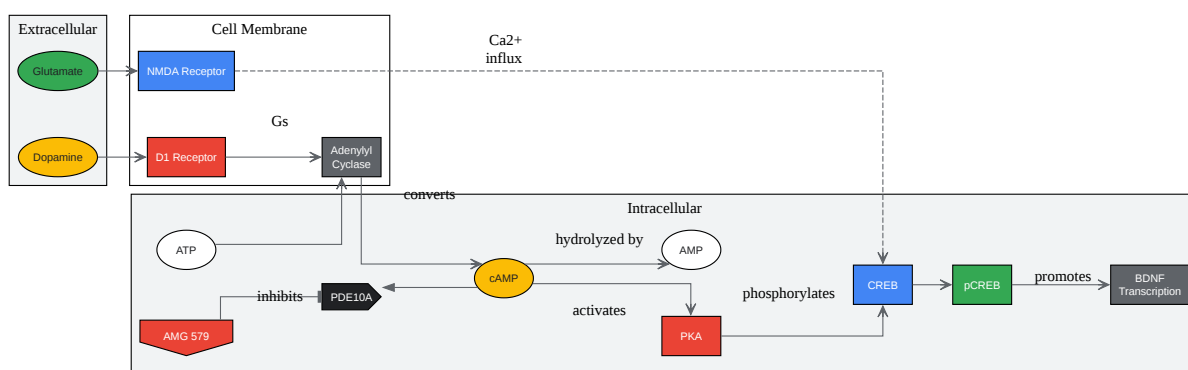 Extracellular
Cell Membrane
Glutamate
NMDA Receptor
Ca2+
influx
Gs
Dopamine
D1 Receptor
Adenylyl
Cyclase
converts
Intracellular
ATP
hydrolyzed by
AMP
cAMP
CREB
pCREB
promotes
BDNF
Transcription
inhibits
PDE10A
phosphorylates
activates
AMG 579
PKA